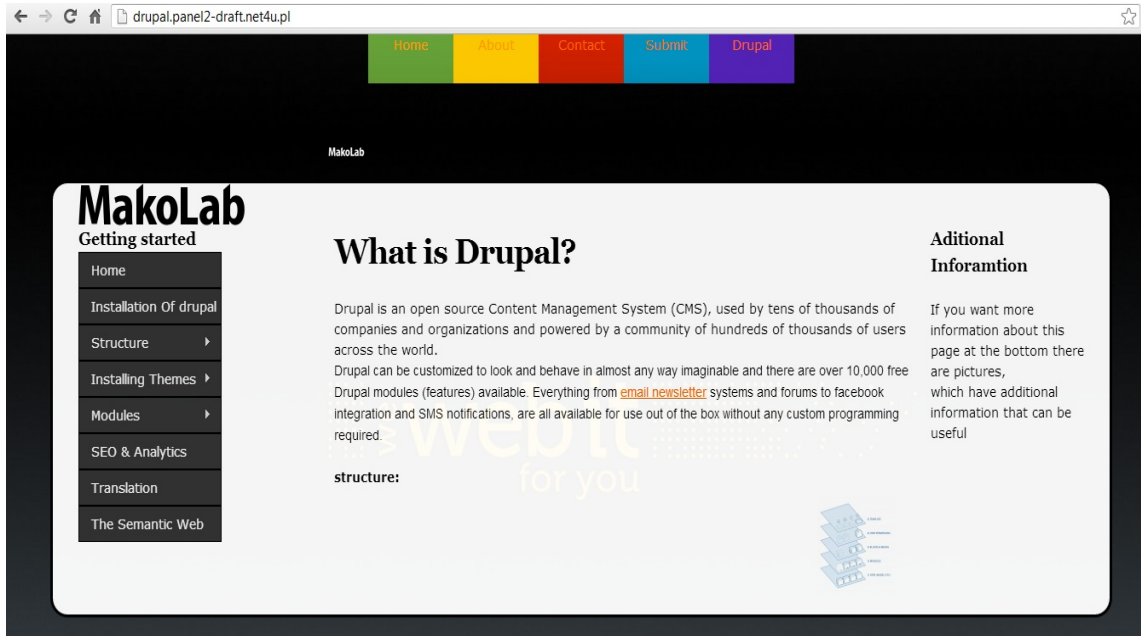 drupal.panel2-draft.net4u.pl
Home
About
Contact
Submit
Drupal
MakoLab
MakoLab
Getting started
Home
Installation Of drupal
Structure
Installing Themes
Modules
SEO & Analytics
Translation
The Semantic Web
What is Drupal?
Drupal is an open source Content Management System (CMS), used by tens of thousands of
companies and organizations and powered by a community of hundreds of thousands of users
across the world.
Drupal can be customized to look and behave in almost any way imaginable and there are over 10,000 free
Drupal modules (features) available. Everything from email newsletter systems and forums to facebook
integration and SMS notifications, are all available for use out of the box without any custom programming
required.
webit
for you
structure:
Aditional
Inforamtion
If you want more
information about this
page at the bottom there
are pictures,
which have additional
information that can be
useful